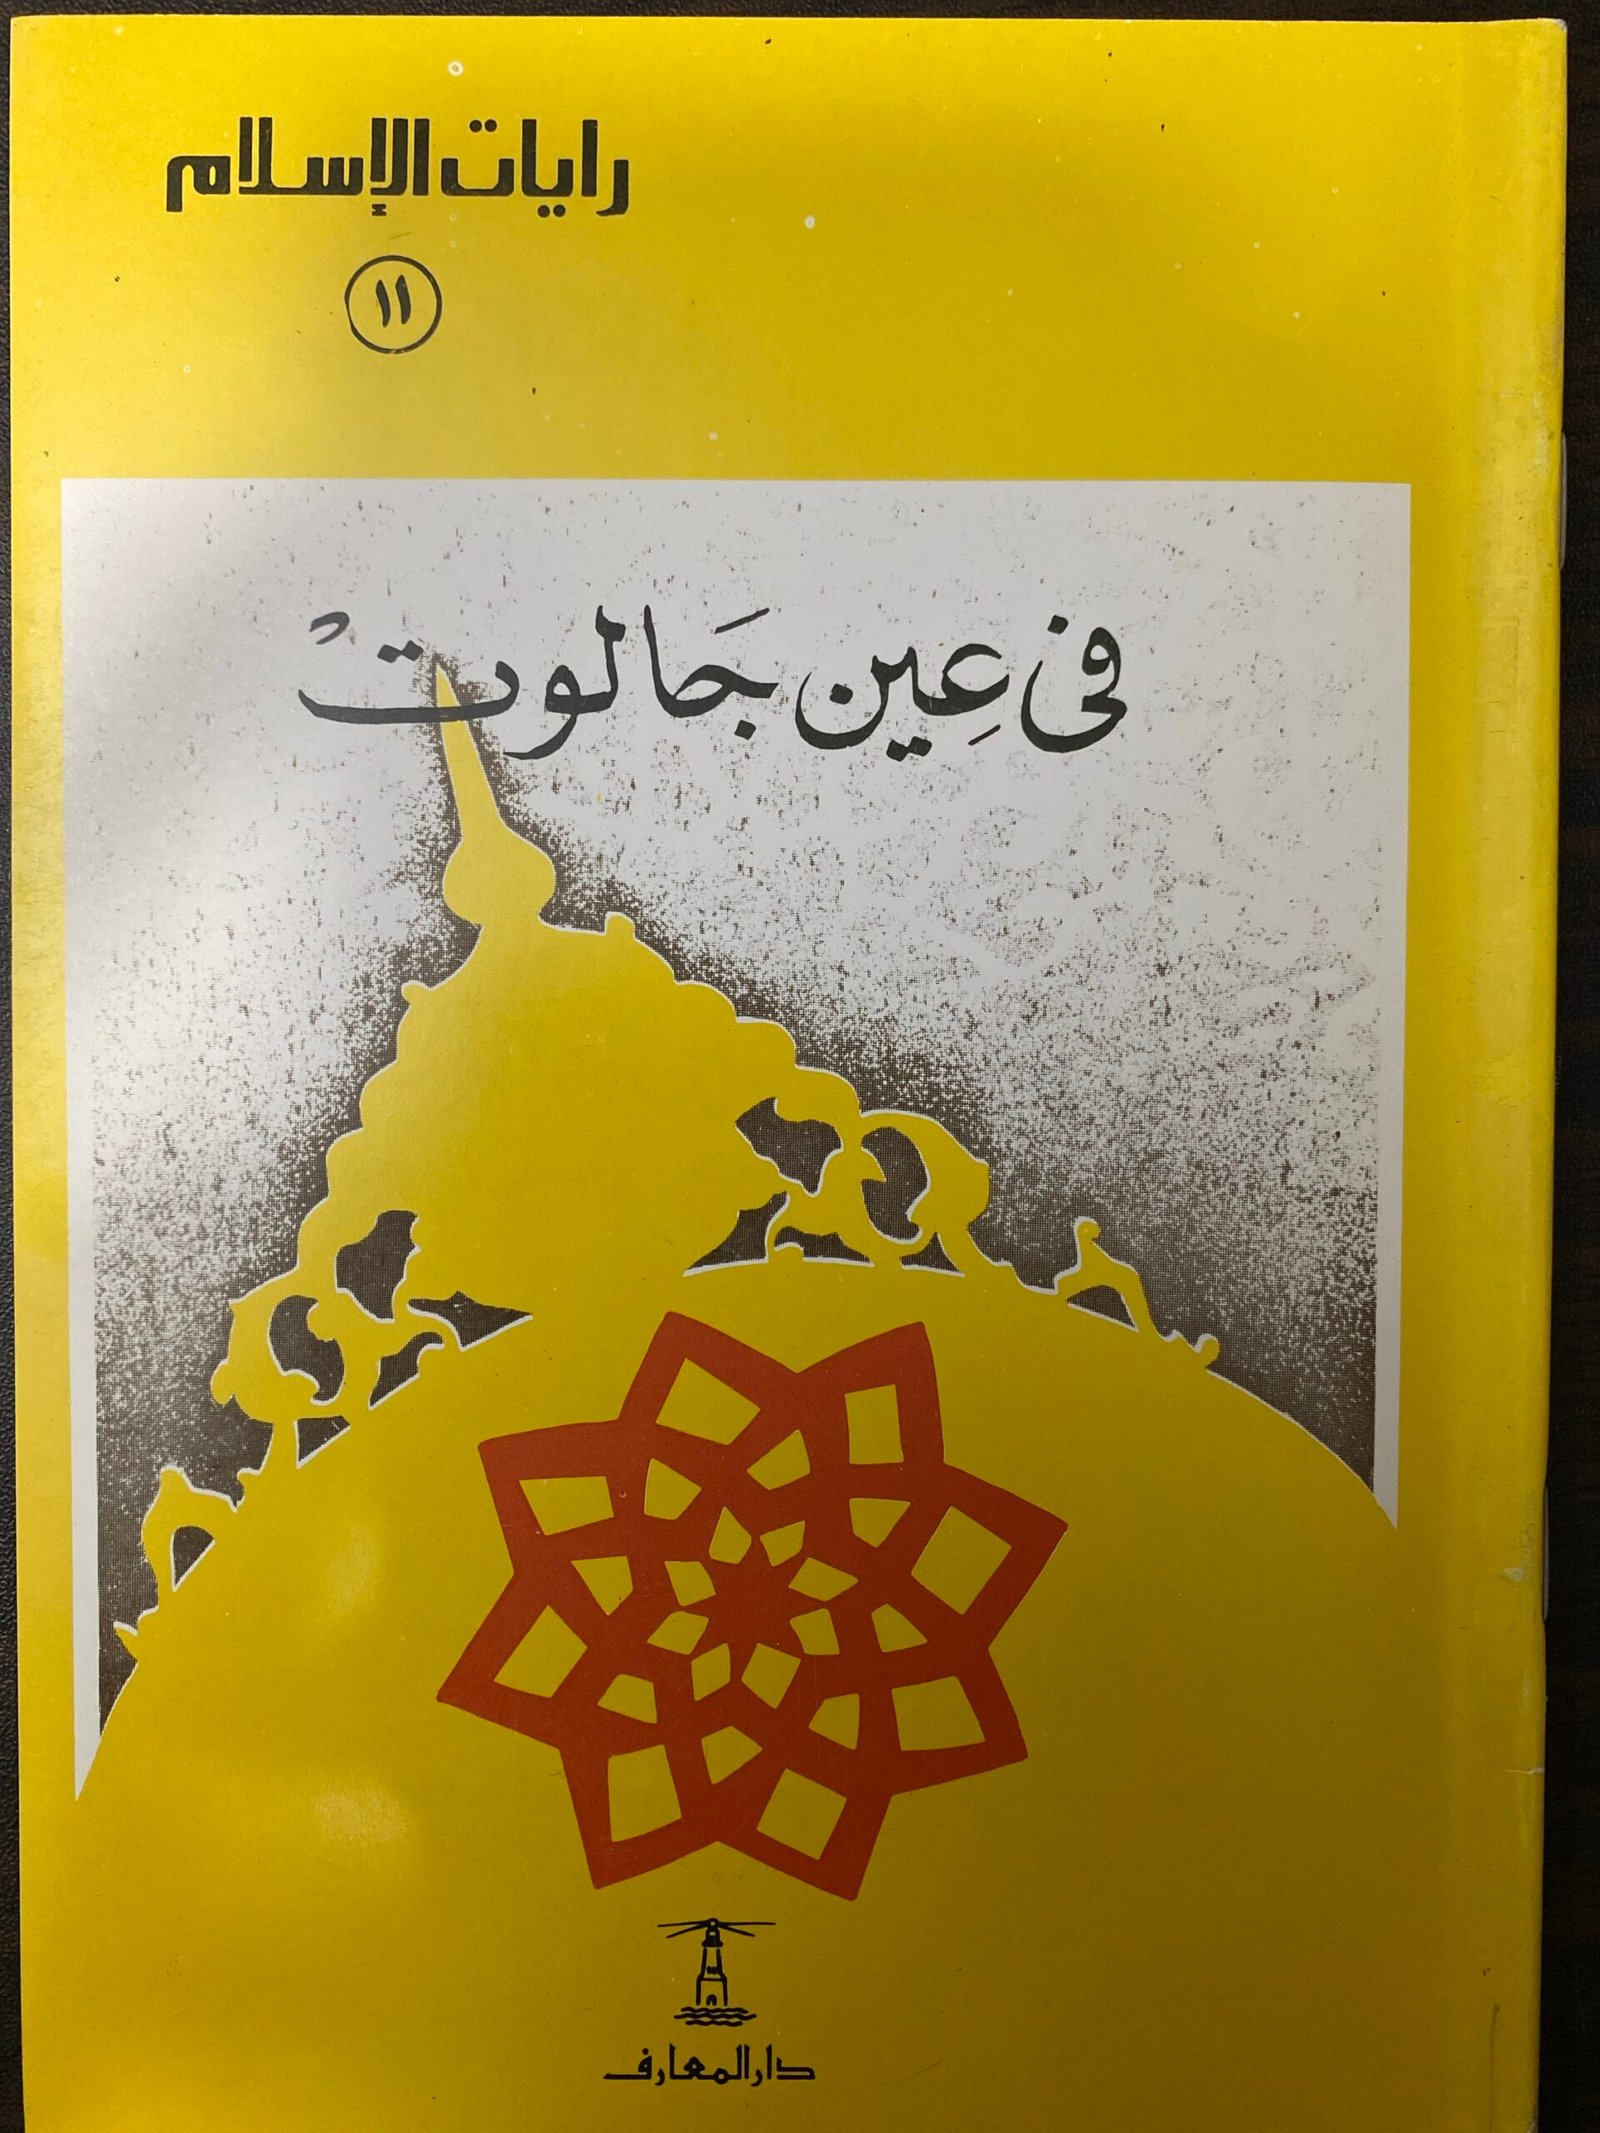 رايات الإسلام
١١
فى عِين جَالوتْ
دار المعارف